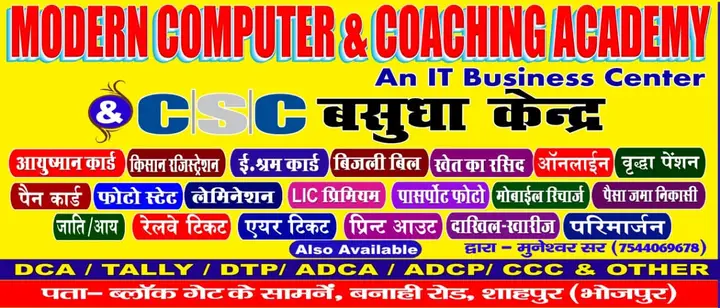 MODERN COMPUTER & COACHING ACADEMY
An IT Business Center
& C|S|C बसुधा केन्द्र
आयुष्मान कार्ड किसान रजिस्ट्रेशन ई.श्रम कार्ड बिजली बिल खेत का रसिद ऑनलाईन वृद्धा पेंशन
पैन कार्ड फोटो स्टेट लेमिनेशन LIC प्रिमियम पासपोर्ट फोटो मोबाईल रिचार्ज पैसा जमा निकासी
जाति/आय रेलवे टिकट एयर टिकट प्रिन्ट आउट दाखिल-खारीज परिमार्जन
Also Available द्वारा – मुनेश्वर सर (7544069678)
DCA / TALLY / DTP/ ADCA / ADCP/ CCC & OTHER
पता– ब्लॉक गेट के सामनें, बनाही रोड, शाहपुर (भोजपुर)